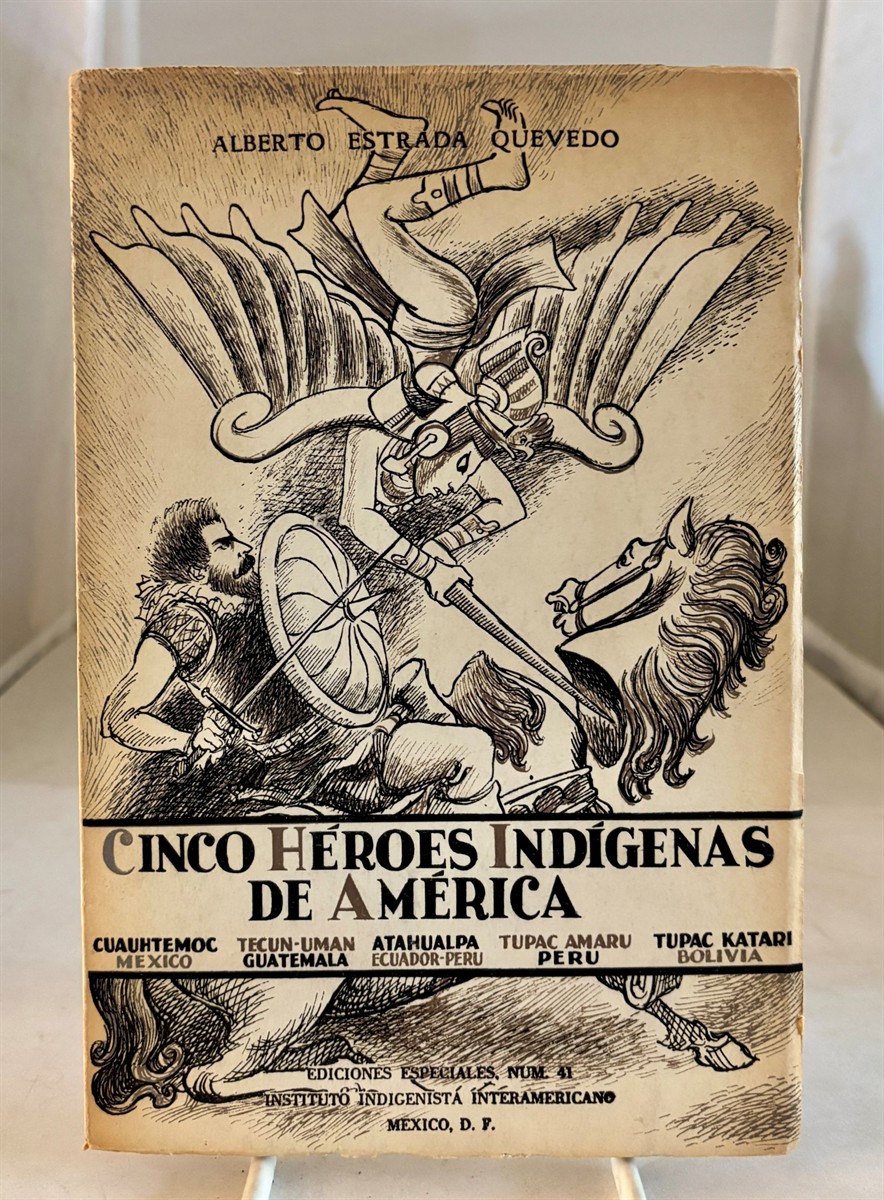 ALBERTO ESTRADA QUEVEDO
CINCO HÉROES INDÍGENAS
DE AMÉRICA
CUAUHTEMOC TECUN-UMAN ATAHUALPA TUPAC AMARU TUPAC KATARI
MEXICO GUATEMALA ECUADOR-PERU PERU BOLIVIA
EDICIONES ESPECIALES, NUM. 41
INSTITUTO INDIGENISTÁ INTERAMERICANO
MEXICO, D. F.